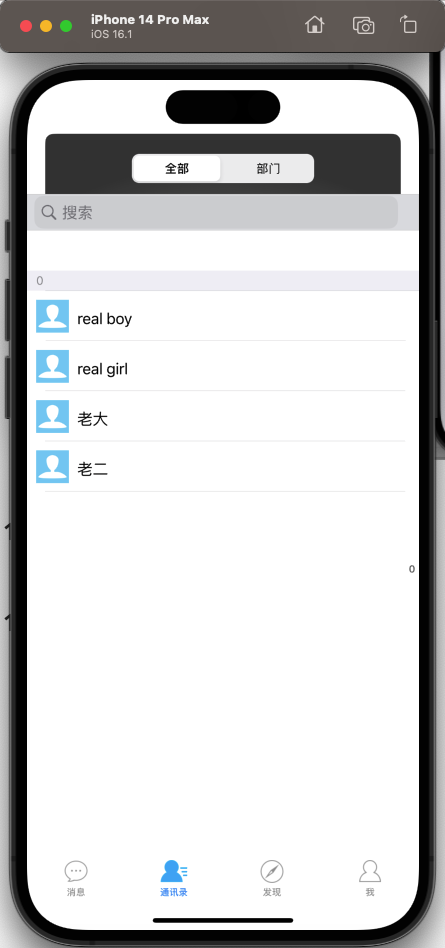 iPhone 14 Pro Max
iOS 16.1
全部 部门
搜索
0
real boy
real girl
老大
老二
0
消息 通讯录 发现 我